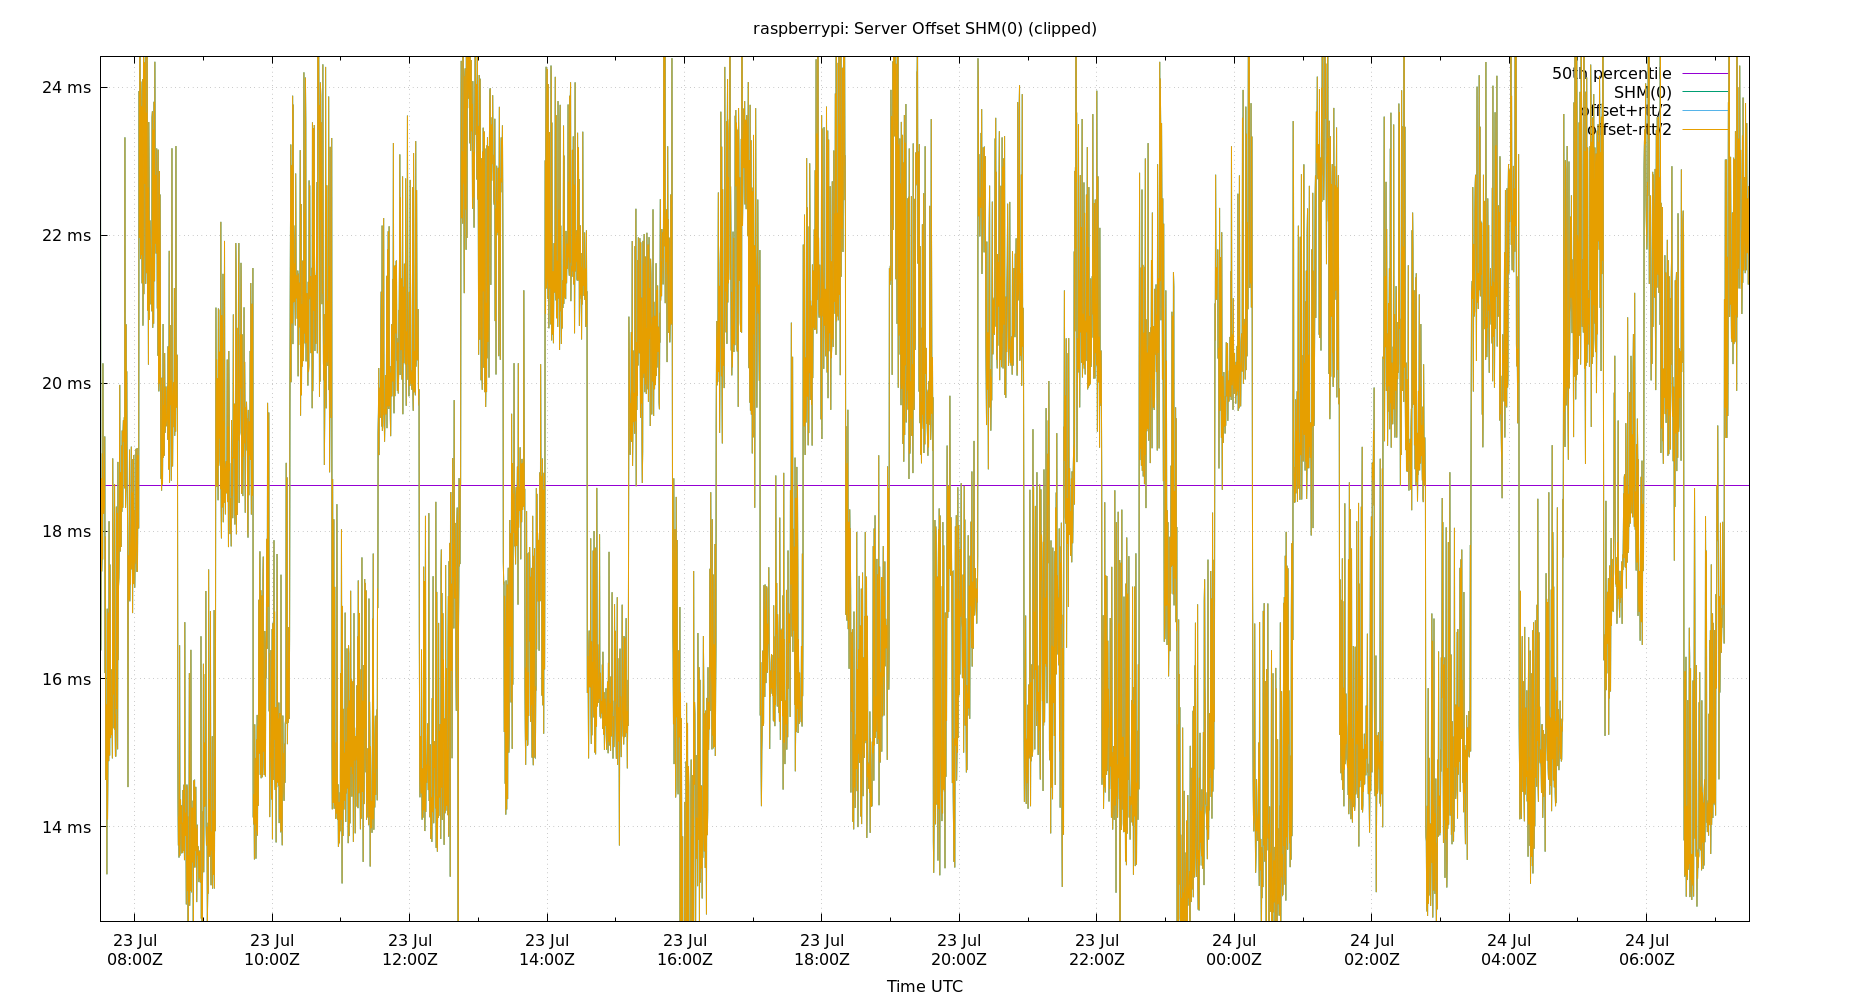 raspberrypi: Server Offset SHM(0) (clipped)
50th percentile
SHM(0)
offset+rtt/2
offset-rtt/2
24 ms
22 ms
20 ms
18 ms
16 ms
14 ms
23 Jul 23 Jul 23 Jul 23 Jul 23 Jul 23 Jul 23 Jul 23 Jul 24 Jul 24 Jul 24 Jul 24 Jul
08:00Z 10:00Z 12:00Z 14:00Z 16:00Z 18:00Z 20:00Z 22:00Z 00:00Z 02:00Z 04:00Z 06:00Z
Time UTC